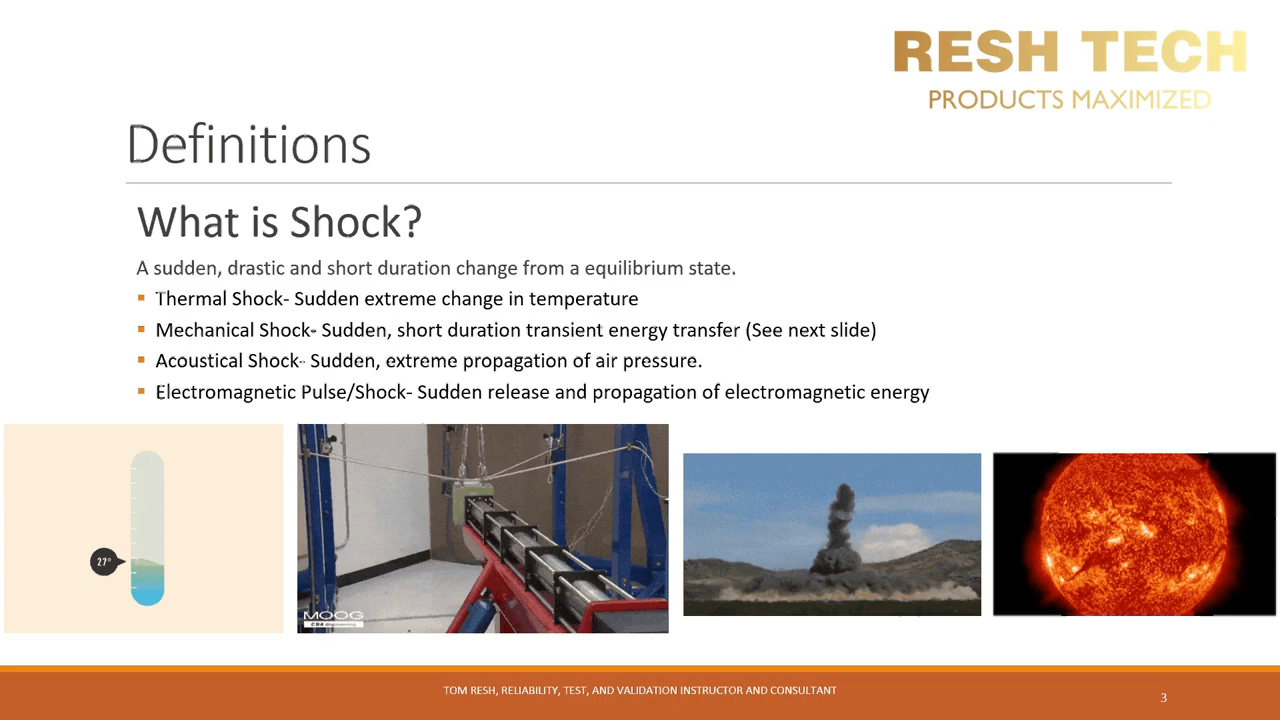 RESH TECH
PRODUCTS MAXIMIZED
Definitions
What is Shock?
A sudden, drastic and short duration change from a equilibrium state.
Thermal Shock- Sudden extreme change in temperature
Mechanical Shock- Sudden, short duration transient energy transfer (See next slide)
Acoustical Shock- Sudden, extreme propagation of air pressure.
Electromagnetic Pulse/Shock- Sudden release and propagation of electromagnetic energy
27°
MOOG
CSA Engineering
TOM RESH, RELIABILITY, TEST, AND VALIDATION INSTRUCTOR AND CONSULTANT
3